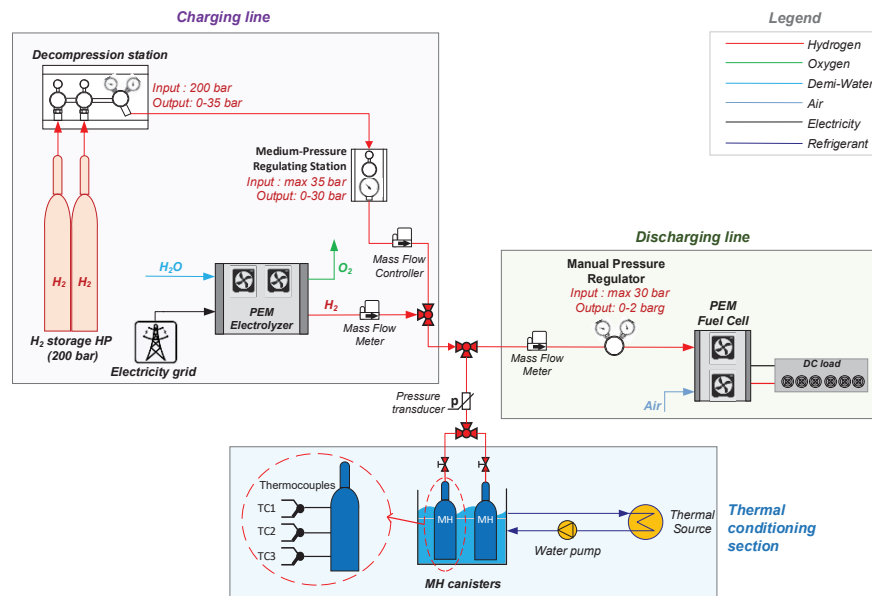 Charging line
Decompression station
Input : 200 bar
Output: 0-35 bar
Medium-Pressure
Regulating Station
Input : max 35 bar
Output: 0-30 bar
H2
H2
H2 storage HP
(200 bar)
H2O
O2
PEM
Electrolyzer
H2
Electricity grid
Mass Flow
Controller
Mass Flow
Meter
Legend
Hydrogen
Oxygen
Demi-Water
Air
Electricity
Refrigerant
Discharging line
Manual Pressure
Regulator
Input : max 30 bar
Output: 0-2 barg
PEM
Fuel Cell
Mass Flow
Meter
DC load
Air
Pressure
transducer
p
Thermocouples
TC1
TC2
TC3
MH
MH
MH canisters
Water pump
Thermal
Source
Thermal
conditioning
section